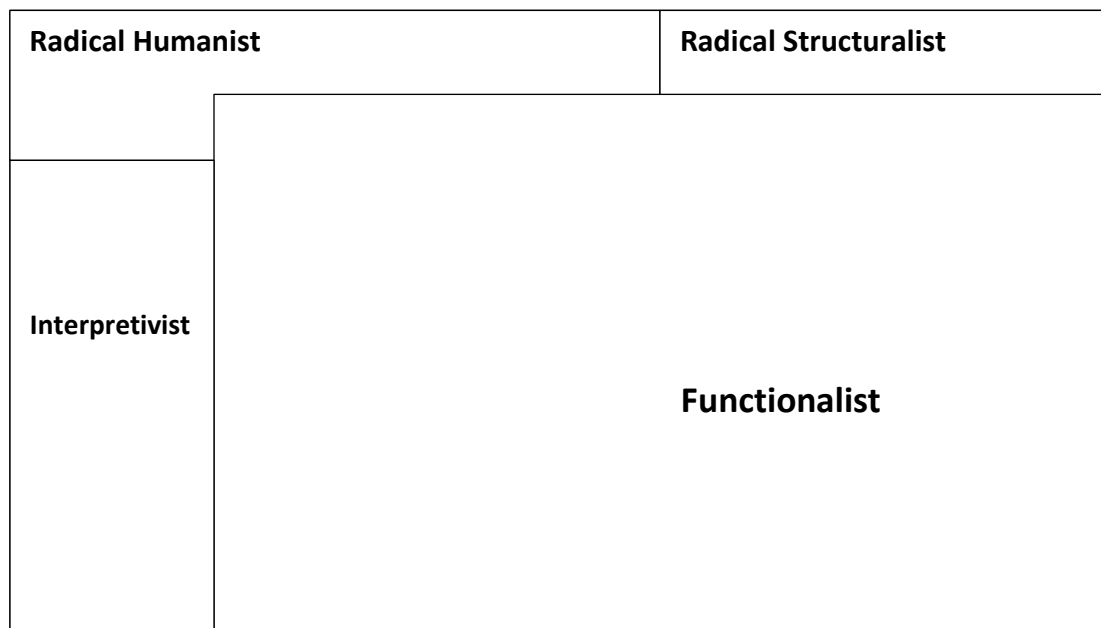 Radical Humanist
Radical Structuralist
Interpretivist
Functionalist